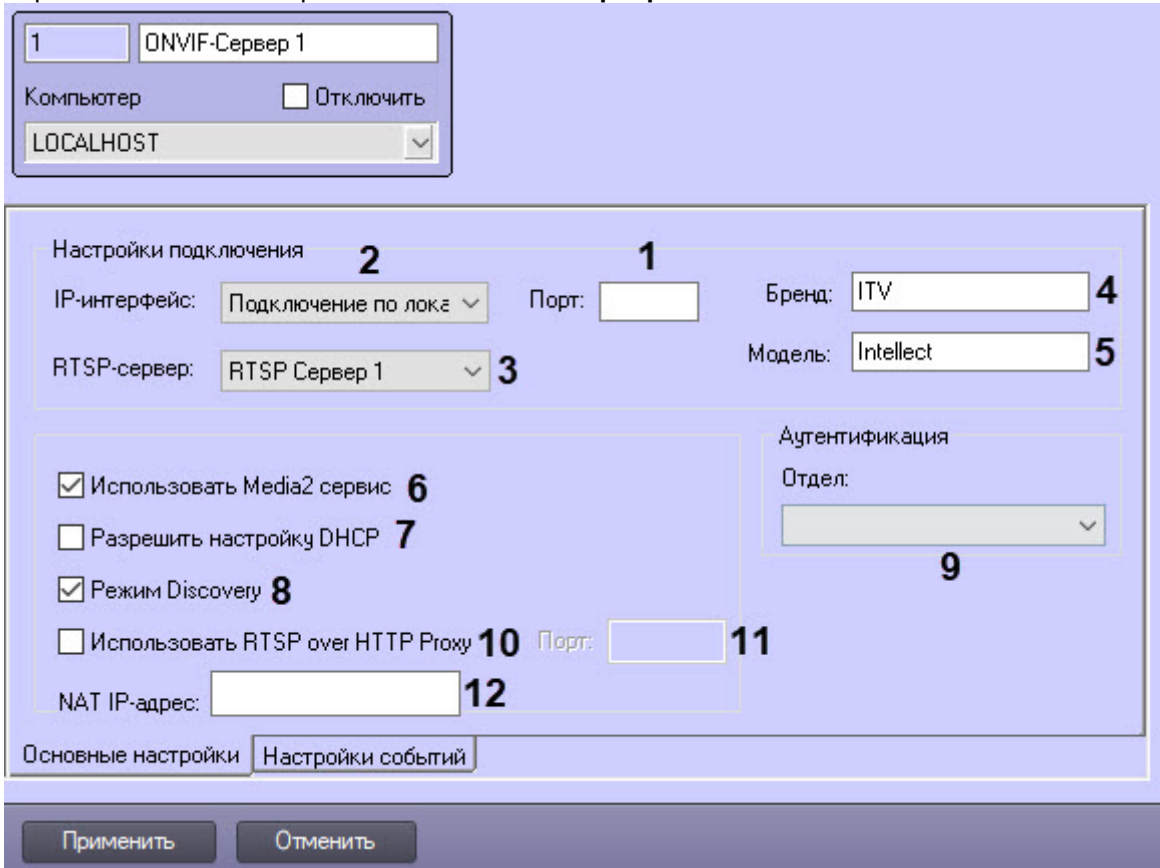 1 ONVIF-Сервер 1
Компьютер Отключить
LOCALHOST
Настройки подключения 2 1
IP-интерфейс: Подключение по лока Порт: Бренд: ITV 4
RTSP-сервер: RTSP Сервер 1 3 Модель: Intellect 5
Аутентификация
Использовать Media2 сервис 6 Отдел:
Разрешить настройку DHCP 7
Режим Discovery 8 9
Использовать RTSP over HTTP Proxy 10 Порт: 11
NAT IP-адрес: 12
Основные настройки Настройки событий
Применить Отменить